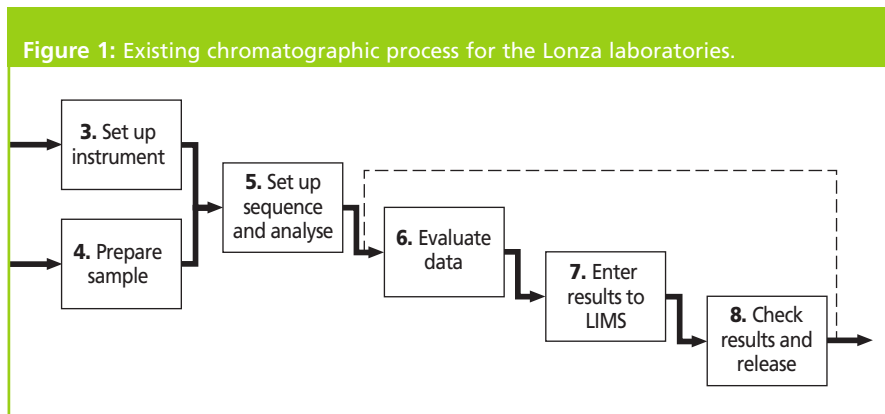 Figure 1: Existing chromatographic process for the Lonza laboratories.
3. Set up
instrument
4. Prepare
sample
5. Set up
sequence
and analyse
6. Evaluate
data
7. Enter
results to
LIMS
8. Check
results and
release